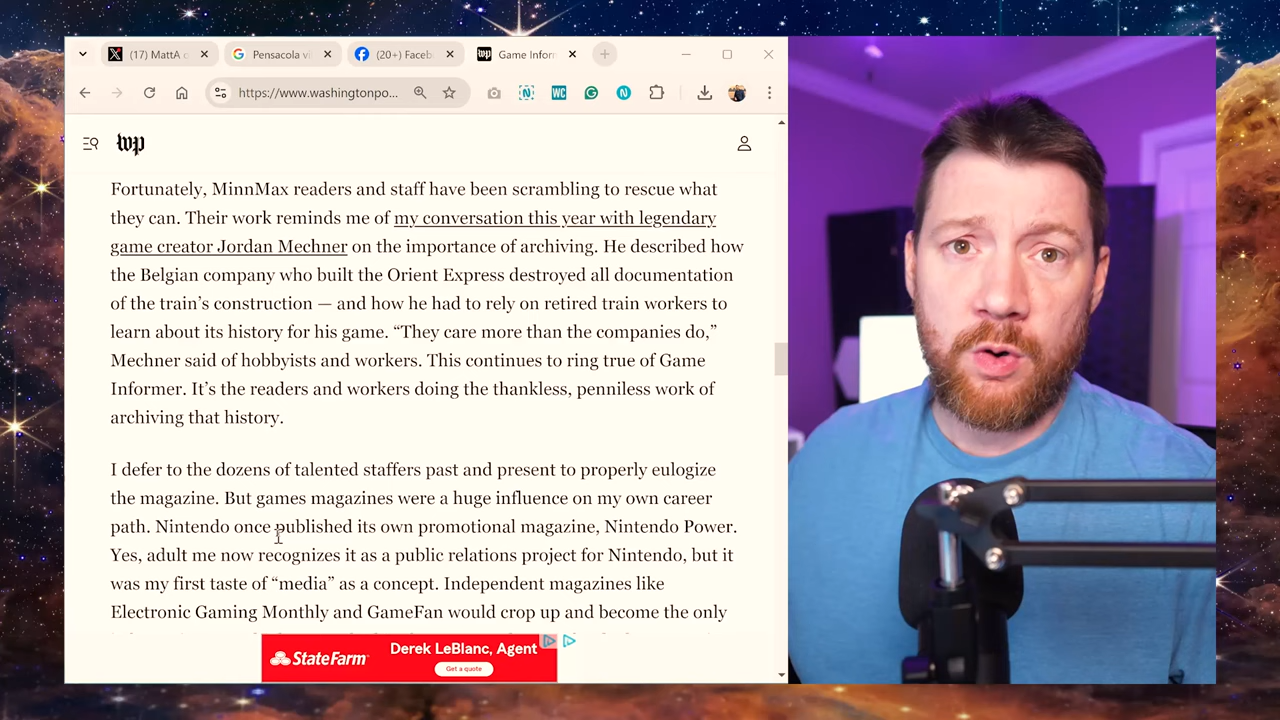 (17) MattA o
Pensacola vi
(20+) Faceb
wp Game Infor
https://www.washingtonpo...
WC
wp
Fortunately, MinnMax readers and staff have been scrambling to rescue what
they can. Their work reminds me of my conversation this year with legendary
game creator Jordan Mechner on the importance of archiving. He described how
the Belgian company who built the Orient Express destroyed all documentation
of the train’s construction — and how he had to rely on retired train workers to
learn about its history for his game. “They care more than the companies do,”
Mechner said of hobbyists and workers. This continues to ring true of Game
Informer. It’s the readers and workers doing the thankless, penniless work of
archiving that history.
I defer to the dozens of talented staffers past and present to properly eulogize
the magazine. But games magazines were a huge influence on my own career
path. Nintendo once published its own promotional magazine, Nintendo Power.
Yes, adult me now recognizes it as a public relations project for Nintendo, but it
was my first taste of “media” as a concept. Independent magazines like
Electronic Gaming Monthly and GameFan would crop up and become the only
StateFarm
Derek LeBlanc, Agent
Get a quote